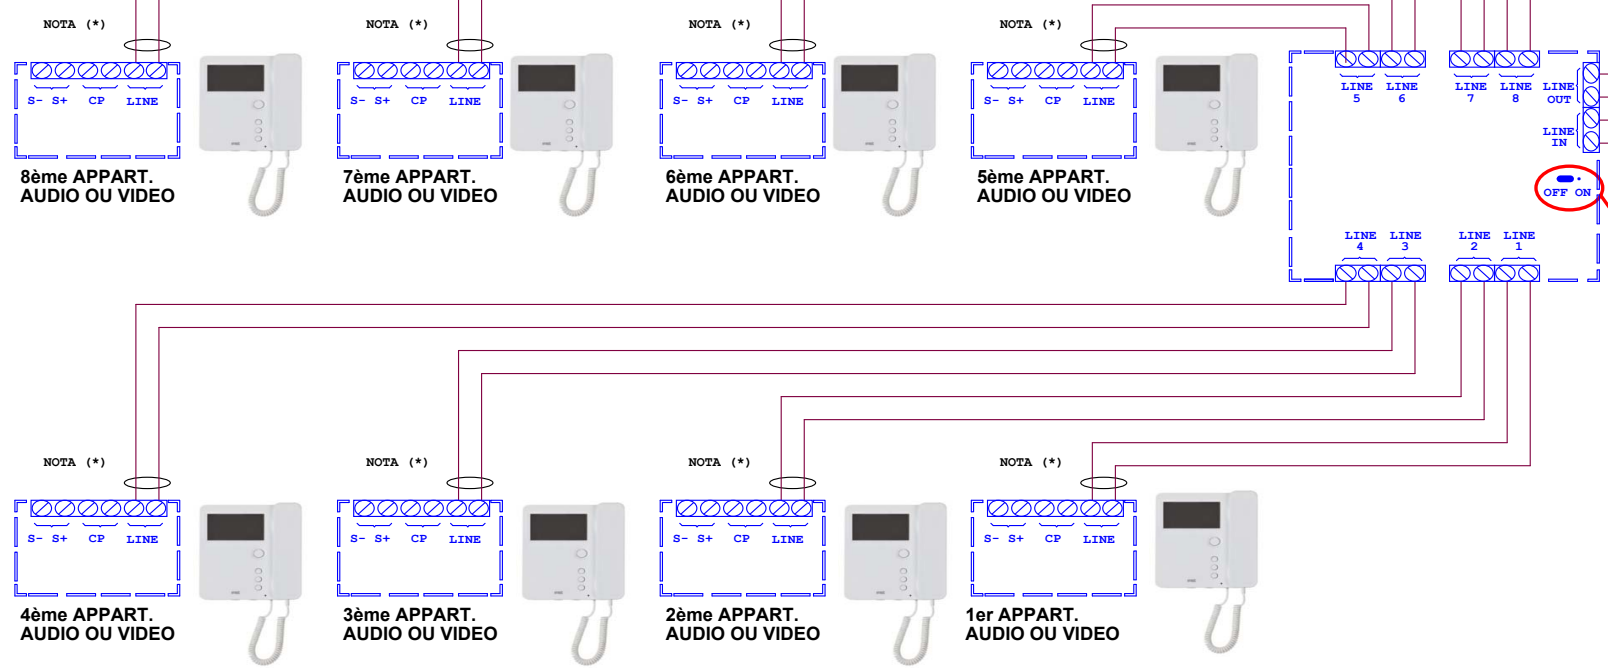 NOTA (*)
NOTA (*)
NOTA (*)
NOTA (*)
S- S+ CP LINE
S- S+ CP LINE
S- S+ CP LINE
S- S+ CP LINE
8ème APPART.
AUDIO OU VIDEO
7ème APPART.
AUDIO OU VIDEO
6ème APPART.
AUDIO OU VIDEO
5ème APPART.
AUDIO OU VIDEO
LINE
5
LINE
6
LINE
7
LINE
8
LINE
OUT
LINE
IN
OFF ON
LINE
4
LINE
3
LINE
2
LINE
1
NOTA (*)
NOTA (*)
NOTA (*)
NOTA (*)
S- S+ CP LINE
S- S+ CP LINE
S- S+ CP LINE
S- S+ CP LINE
4ème APPART.
AUDIO OU VIDEO
3ème APPART.
AUDIO OU VIDEO
2ème APPART.
AUDIO OU VIDEO
1er APPART.
AUDIO OU VIDEO